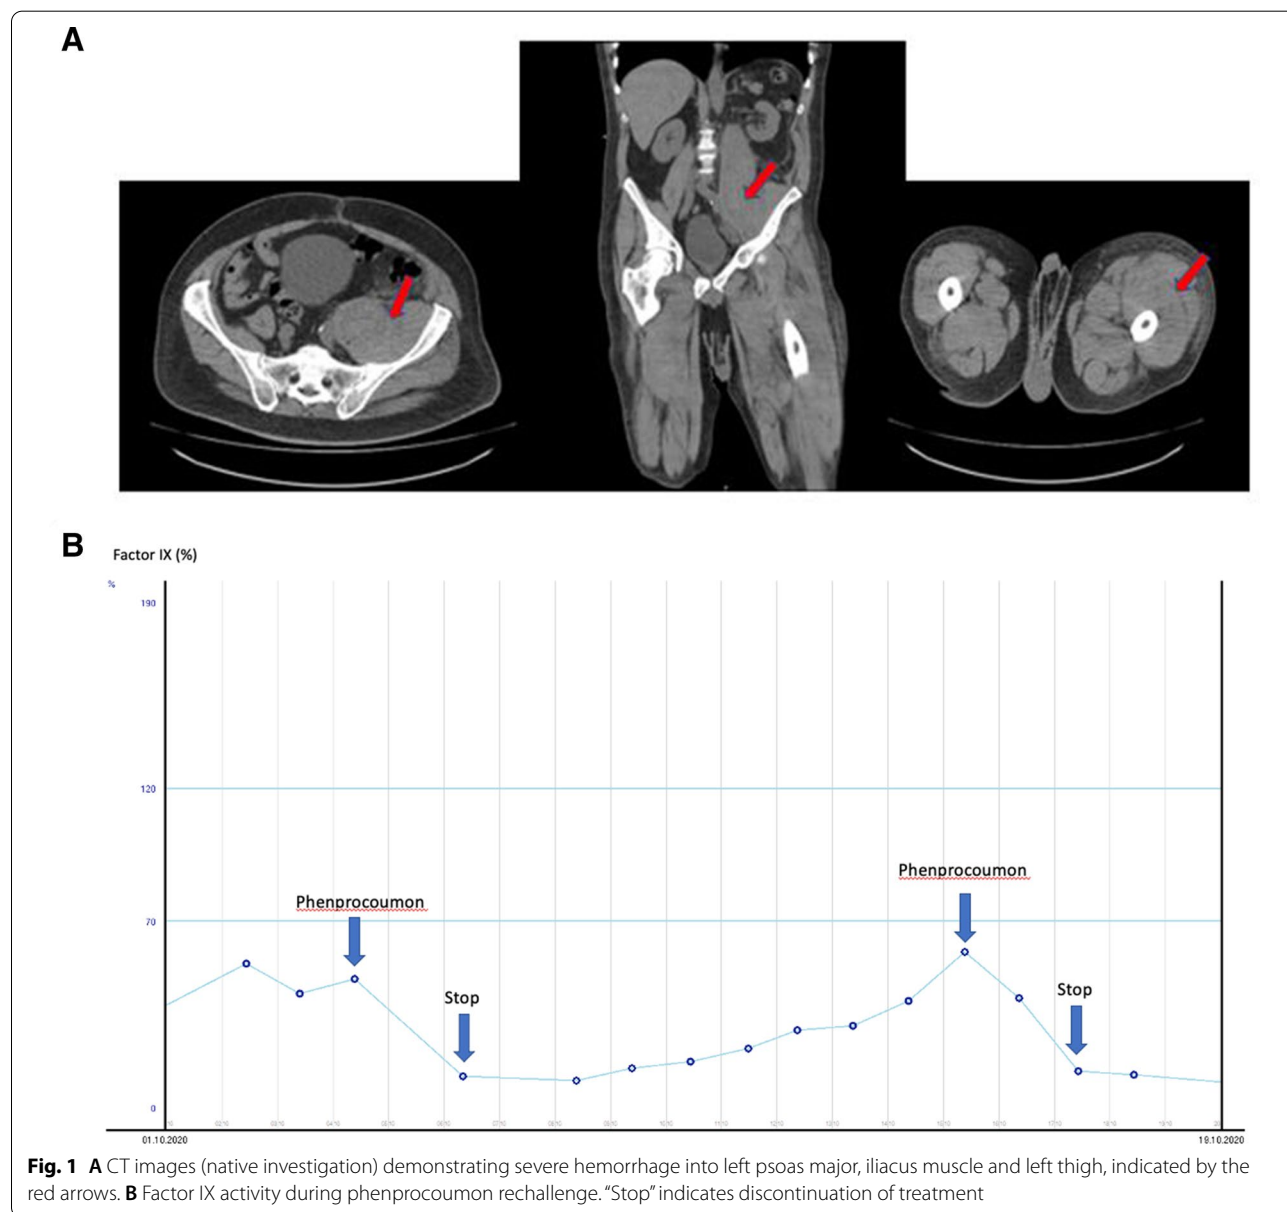 A
B
Factor IX (%)
%
190
120
Phenprocoumon
Phenprocoumon
70
Stop
Stop
0
01.10.2020
19.10.2020
Fig. 1 A CT images (native investigation) demonstrating severe hemorrhage into left psoas major, iliacus muscle and left thigh, indicated by the
red arrows. B Factor IX activity during phenprocoumon rechallenge. “Stop” indicates discontinuation of treatment